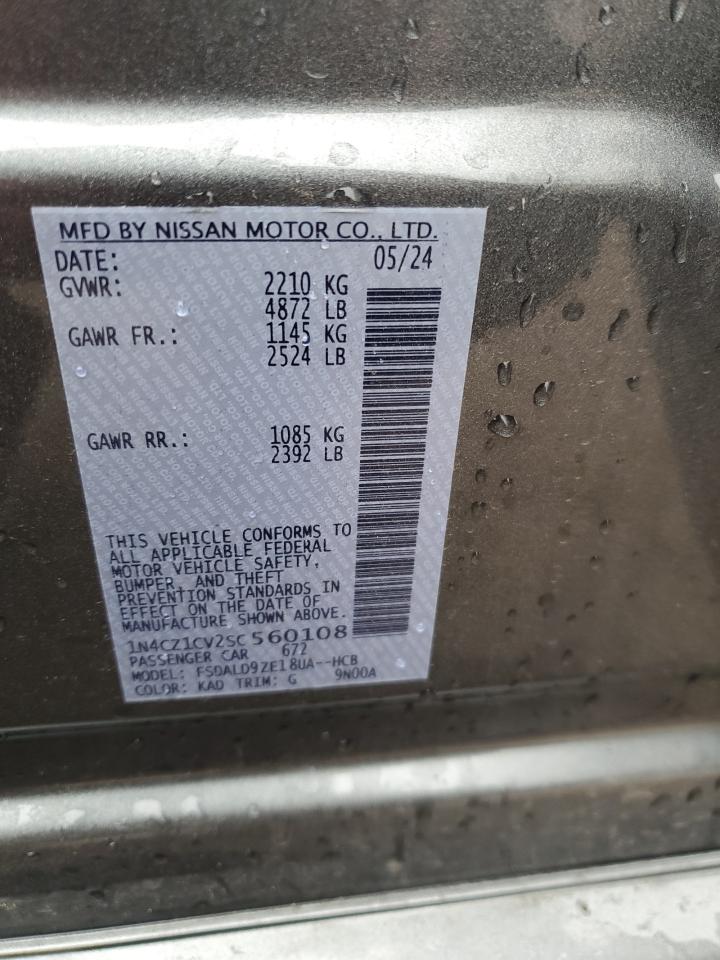 MFD BY NISSAN MOTOR CO., LTD.
DATE: 05/24
GVWR: 2210 KG
4872 LB
GAWR FR.: 1145 KG
2524 LB
GAWR RR.: 1085 KG
2392 LB
THIS VEHICLE CONFORMS TO
ALL APPLICABLE FEDERAL
MOTOR VEHICLE SAFETY,
BUMPER, AND THEFT
PREVENTION STANDARDS IN
EFFECT ON THE DATE OF
MANUFACTURE SHOWN ABOVE.
1N4CZ1CV2SC560108
PASSENGER CAR 672
MODEL: FSDALD9ZE18UA--HCB
COLOR: KAD TRIM: G 9N00A